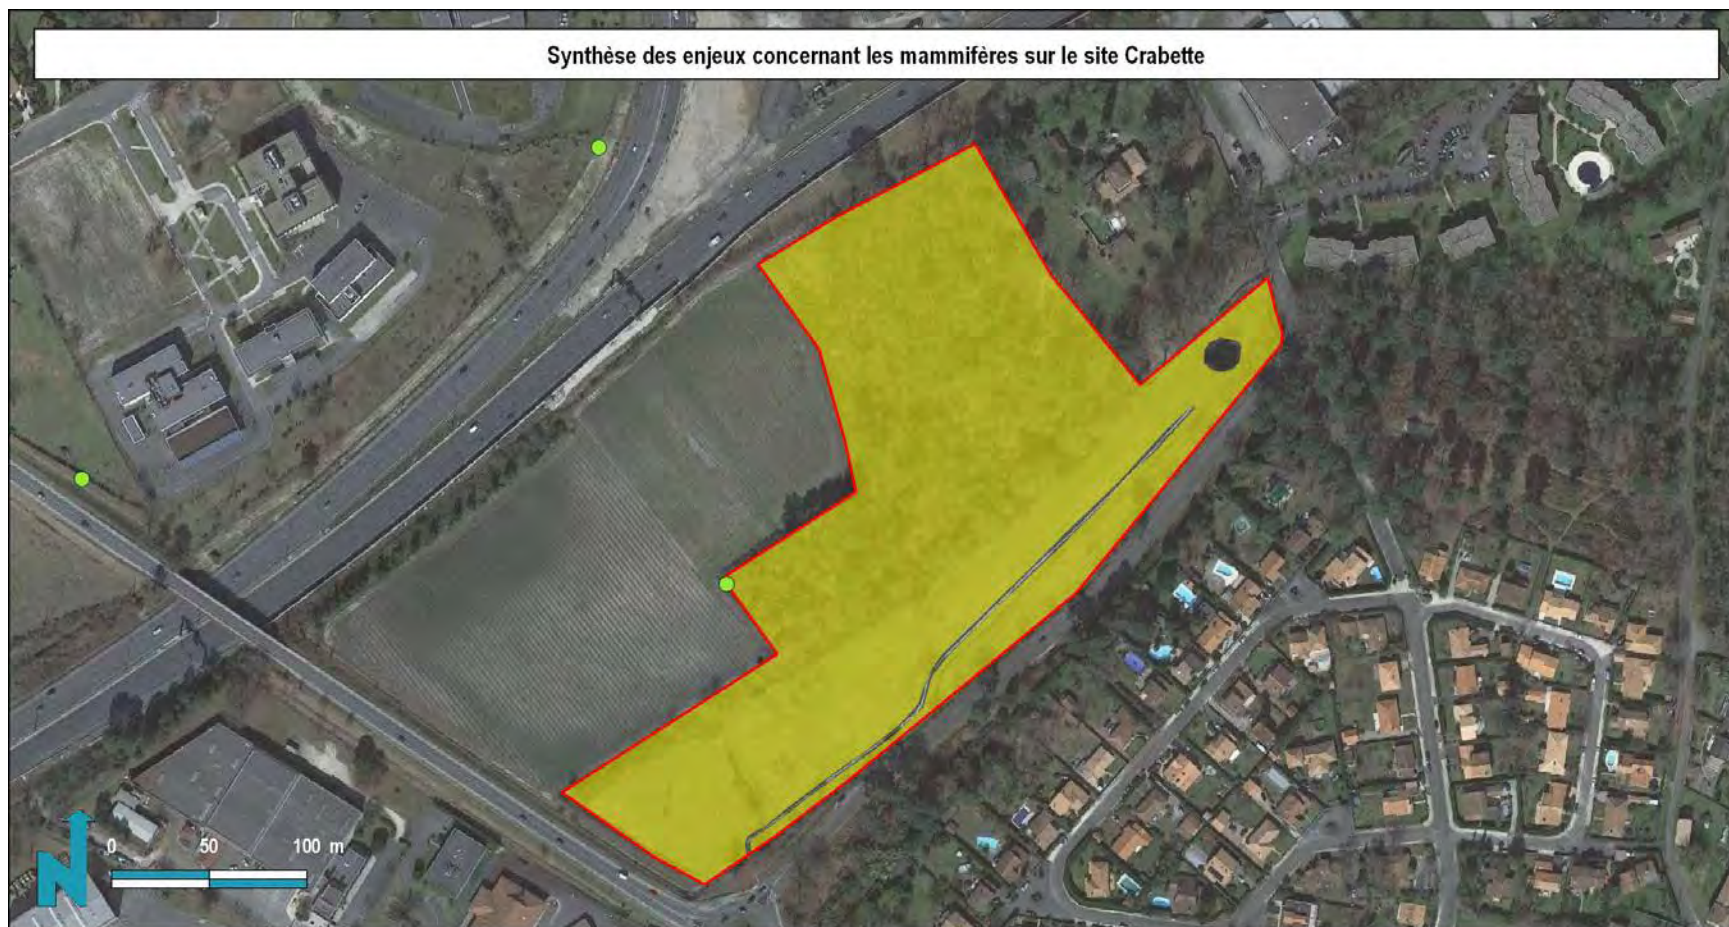 Synthèse des enjeux concernant les mammifères sur le site Crabette
N
0 50 100 m